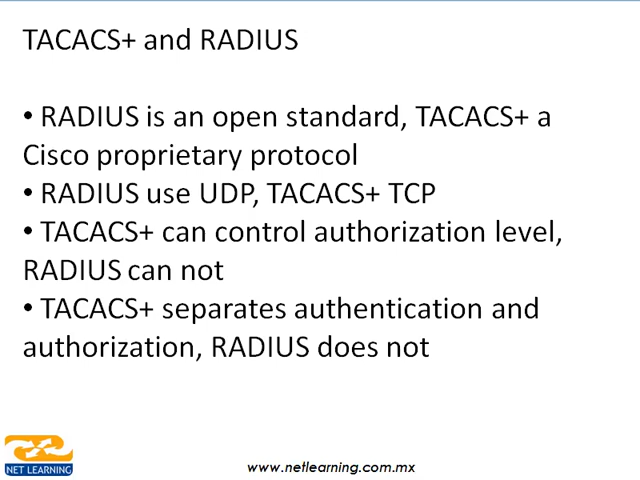 TACACS+ and RADIUS
• RADIUS is an open standard, TACACS+ a
Cisco proprietary protocol
• RADIUS use UDP, TACACS+ TCP
• TACACS+ can control authorization level,
RADIUS can not
• TACACS+ separates authentication and
authorization, RADIUS does not
NET LEARNING
www.netlearning.com.mx